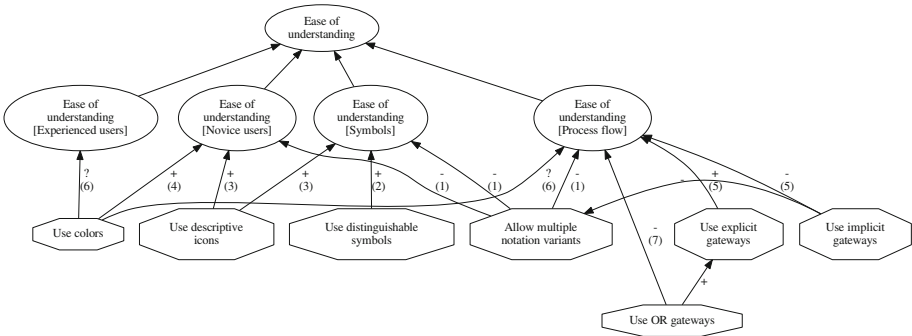 Ease of
understanding
Ease of
understanding
[Experienced users]
Ease of
understanding
[Novice users]
Ease of
understanding
[Symbols]
Ease of
understanding
[Process flow]
?
(6)
+
(4)
+
(3)
+
(3)
+
(2)
-
(1)
-
(1)
?
(6)
-
(1)
-
+
(5)
-
(5)
Use colors
Use descriptive
icons
Use distinguishable
symbols
Allow multiple
notation variants
-
(7)
Use explicit
gateways
Use implicit
gateways
+
Use OR gateways